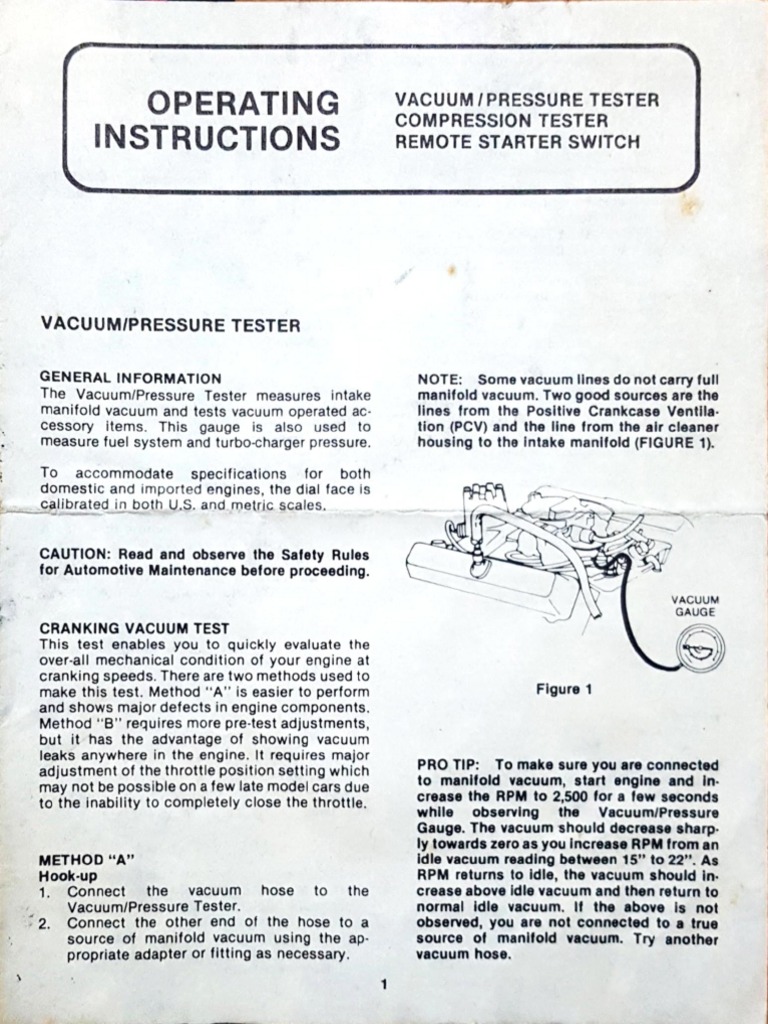 OPERATING
INSTRUCTIONS
VACUUM/PRESSURE TESTER
COMPRESSION TESTER
REMOTE STARTER SWITCH
VACUUM/PRESSURE TESTER
GENERAL INFORMATION
The Vacuum/Pressure Tester measures intake
manifold vacuum and tests vacuum operated ac-
cessory items. This gauge is also used to
measure fuel system and turbo-charger pressure.
To accommodate specifications for both
domestic and imported engines, the dial face is
calibrated in both U.S. and metric scales.
CAUTION: Read and observe the Safety Rules
for Automotive Maintenance before proceeding.
CRANKING VACUUM TEST
This test enables you to quickly evaluate the
over-all mechanical condition of your engine at
cranking speeds. There are two methods used to
make this test. Method "A" is easier to perform
and shows major defects in engine components.
Method "B" requires more pre-test adjustments,
but it has the advantage of showing vacuum
leaks anywhere in the engine. It requires major
adjustment of the throttle position setting which
may not be possible on a few late model cars due
to the inability to completely close the throttle.
METHOD "A"
Hook-up
1. Connect the vacuum hose to the
Vacuum/Pressure Tester.
2. Connect the other end of the hose to a
source of manifold vacuum using the ap-
propriate adapter or fitting as necessary.
NOTE: Some vacuum lines do not carry full
manifold vacuum. Two good sources are the
lines from the Positive Crankcase Ventila-
tion (PCV) and the line from the air cleaner
housing to the intake manifold (FIGURE 1).
VACUUM
GAUGE
Figure 1
PRO TIP: To make sure you are connected
to manifold vacuum, start engine and in-
crease the RPM to 2,500 for a few seconds
while observing the Vacuum/Pressure
Gauge. The vacuum should decrease sharp-
ly towards zero as you increase RPM from an
idle vacuum reading between 15" to 22". As
RPM returns to idle, the vacuum should in-
crease above idle vacuum and then return to
normal idle vacuum. If the above is not
observed, you are not connected to a true
source of manifold vacuum. Try another
vacuum hose.
1